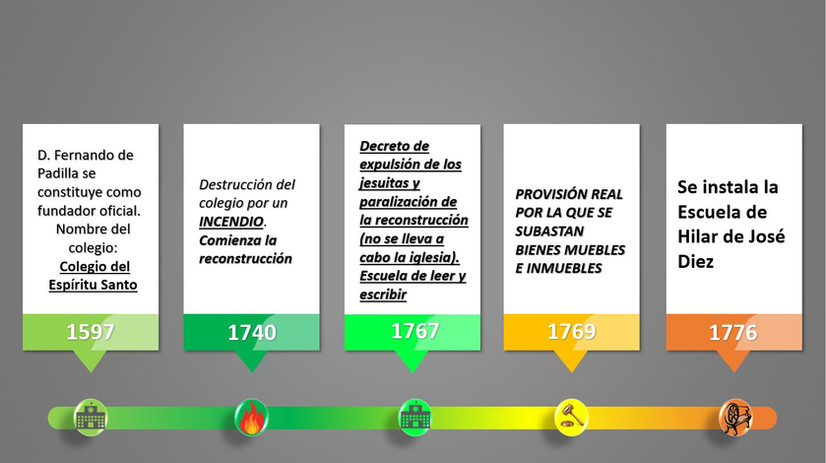 D. Fernando de
Padilla se
constituye como
fundador oficial.
Nombre del
colegio:
Colegio del
Espíritu Santo
1597
Destrucción del
colegio por un
INCENDIO.
Comienza la
reconstrucción
1740
Decreto de
expulsión de los
jesuitas y
paralización de
la reconstrucción
(no se lleva a
cabo la iglesia).
Escuela de leer y
escribir
1767
PROVISIÓN REAL
POR LA QUE SE
SUBASTAN
BIENES MUEBLES
E INMUEBLES
1769
Se instala la
Escuela de
Hilar de José
Diez
1776